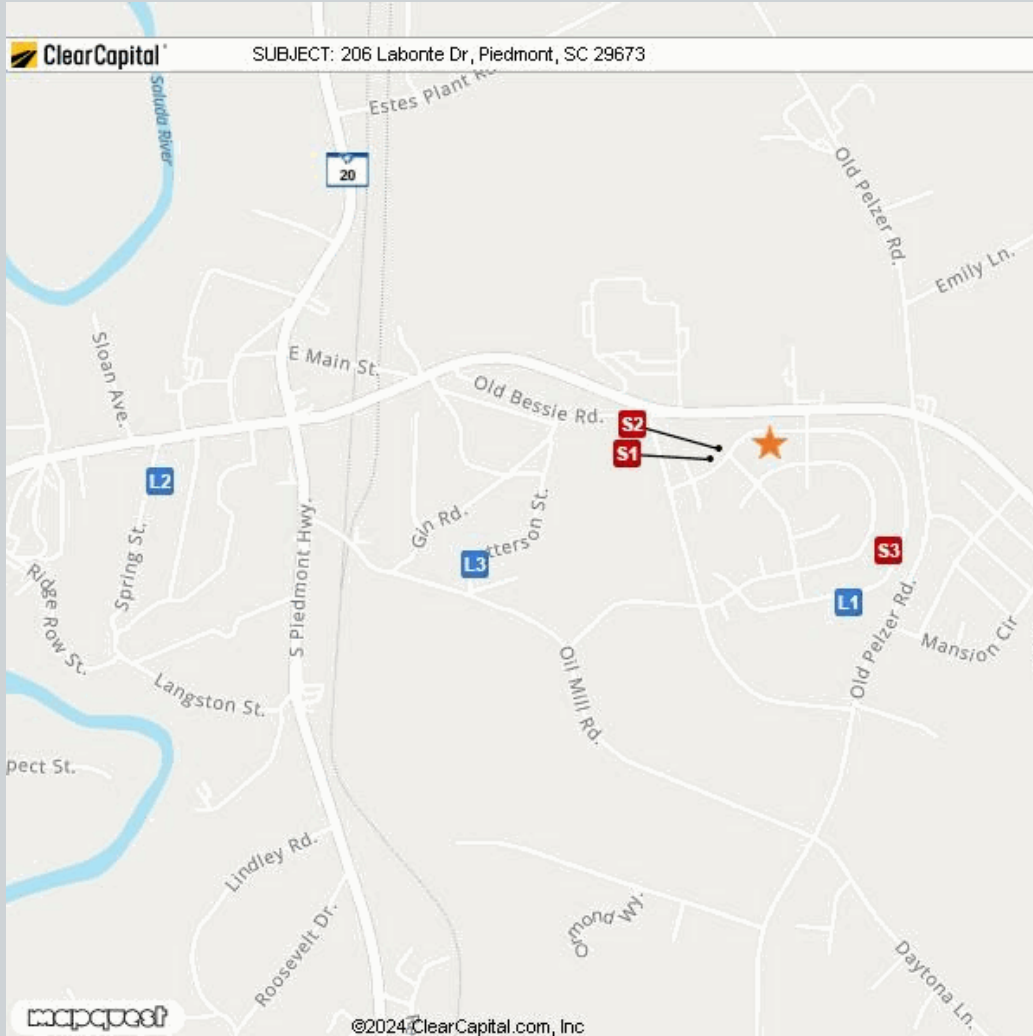 ClearCapital
SUBJECT: 206 Labonte Dr, Piedmont, SC 29673
Saluda River
Estes Plant Rd.
20
Old Pelzer Rd.
Emily Ln.
Sloan Ave.
E Main St.
Old Bessie Rd.
S2
S1
L2
Spring St.
S Piedmont Hwy.
Gin Rd.
tterson St.
L3
S3
L1
Ridge Row St.
Langston St.
Oil Mill Rd.
Old Pelzer Rd.
Mansion Cir
pect St.
Lindley Rd.
Roosevelt Dr.
Ormond Wy.
Daytona Ln.
mapquest
©2024 ClearCapital.com, Inc